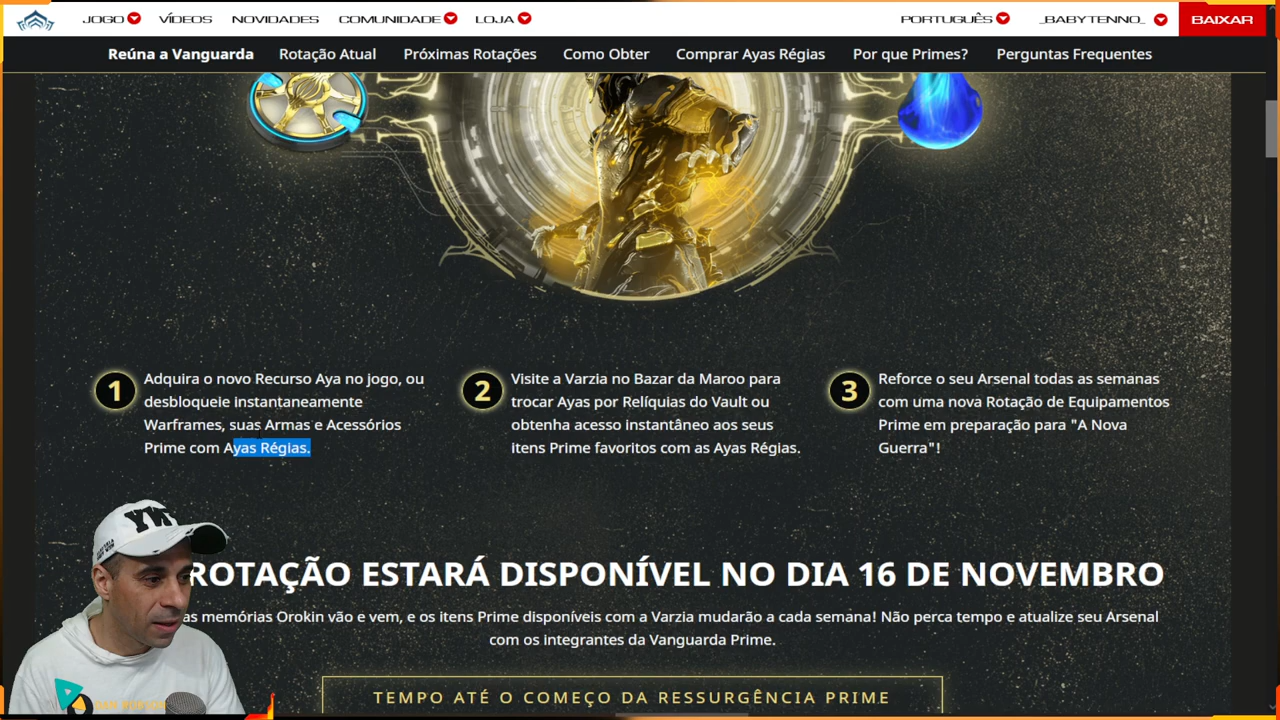 JOGO VÍDEOS NOVIDADES COMUNIDADE LOJA PORTUGUÊS _BABYTENNO_ BAIXAR
Reúna a Vanguarda Rotação Atual Próximas Rotações Como Obter Comprar Ayas Régias Por que Primes? Perguntas Frequentes
1
Adquira o novo Recurso Aya no jogo, ou
desbloqueie instantaneamente
Warframes, suas Armas e Acessórios
Prime com Ayas Régias.
2
Visite a Varzia no Bazar da Maroo para
trocar Ayas por Relíquias do Vault ou
obtenha acesso instantâneo aos seus
itens Prime favoritos com as Ayas Régias.
3
Reforce o seu Arsenal todas as semanas
com uma nova Rotação de Equipamentos
Prime em preparação para "A Nova
Guerra"!
ROTAÇÃO ESTARÁ DISPONÍVEL NO DIA 16 DE NOVEMBRO
as memórias Orokin vão e vem, e os itens Prime disponíveis com a Varzia mudarão a cada semana! Não perca tempo e atualize seu Arsenal
com os integrantes da Vanguarda Prime.
TEMPO ATÉ O COMEÇO DA RESSURGÊNCIA PRIME
YW